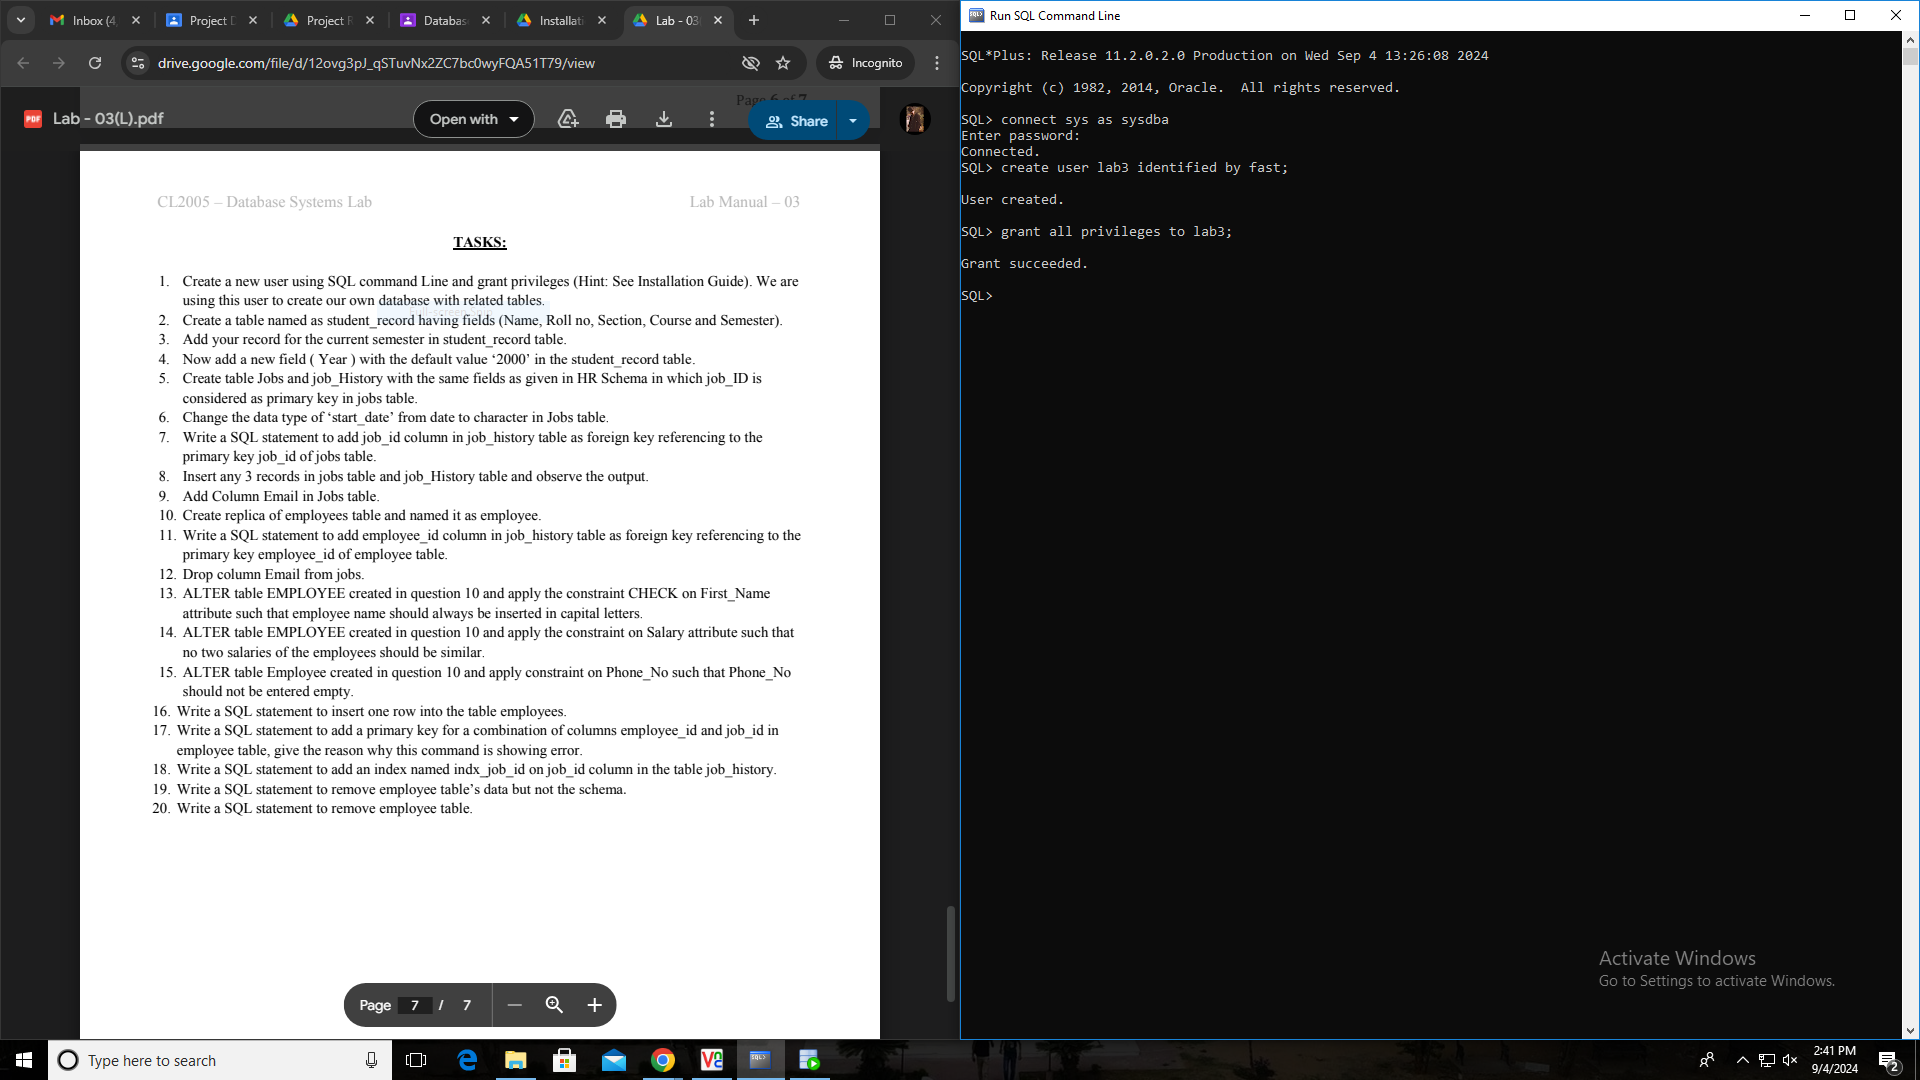 Inbox (4,
Project D
Project R
Databas
Installati
Lab - 03(
drive.google.com/file/d/12ovg3pJ_qSTuvNx2ZC7bc0wyFQA51T79/view
Incognito
Page 6 of 7
PDF
Lab - 03(L).pdf
Open with
Share
CL2005 – Database Systems Lab
Lab Manual – 03
TASKS:
1. Create a new user using SQL command Line and grant privileges (Hint: See Installation Guide). We are
using this user to create our own database with related tables.
2. Create a table named as student_record having fields (Name, Roll no, Section, Course and Semester).
3. Add your record for the current semester in student_record table.
4. Now add a new field ( Year ) with the default value ‘2000’ in the student_record table.
5. Create table Jobs and job_History with the same fields as given in HR Schema in which job_ID is
considered as primary key in jobs table.
6. Change the data type of ‘start_date’ from date to character in Jobs table.
7. Write a SQL statement to add job_id column in job_history table as foreign key referencing to the
primary key job_id of jobs table.
8. Insert any 3 records in jobs table and job_History table and observe the output.
9. Add Column Email in Jobs table.
10. Create replica of employees table and named it as employee.
11. Write a SQL statement to add employee_id column in job_history table as foreign key referencing to the
primary key employee_id of employee table.
12. Drop column Email from jobs.
13. ALTER table EMPLOYEE created in question 10 and apply the constraint CHECK on First_Name
attribute such that employee name should always be inserted in capital letters.
14. ALTER table EMPLOYEE created in question 10 and apply the constraint on Salary attribute such that
no two salaries of the employees should be similar.
15. ALTER table Employee created in question 10 and apply constraint on Phone_No such that Phone_No
should not be entered empty.
16. Write a SQL statement to insert one row into the table employees.
17. Write a SQL statement to add a primary key for a combination of columns employee_id and job_id in
employee table, give the reason why this command is showing error.
18. Write a SQL statement to add an index named indx_job_id on job_id column in the table job_history.
19. Write a SQL statement to remove employee table’s data but not the schema.
20. Write a SQL statement to remove employee table.
Page 7 / 7
Run SQL Command Line
SQL*Plus: Release 11.2.0.2.0 Production on Wed Sep 4 13:26:08 2024
Copyright (c) 1982, 2014, Oracle.  All rights reserved.
SQL> connect sys as sysdba
Enter password:
Connected.
SQL> create user lab3 identified by fast;
User created.
SQL> grant all privileges to lab3;
Grant succeeded.
SQL>
Activate Windows
Go to Settings to activate Windows.
Type here to search
2:41 PM
9/4/2024
2